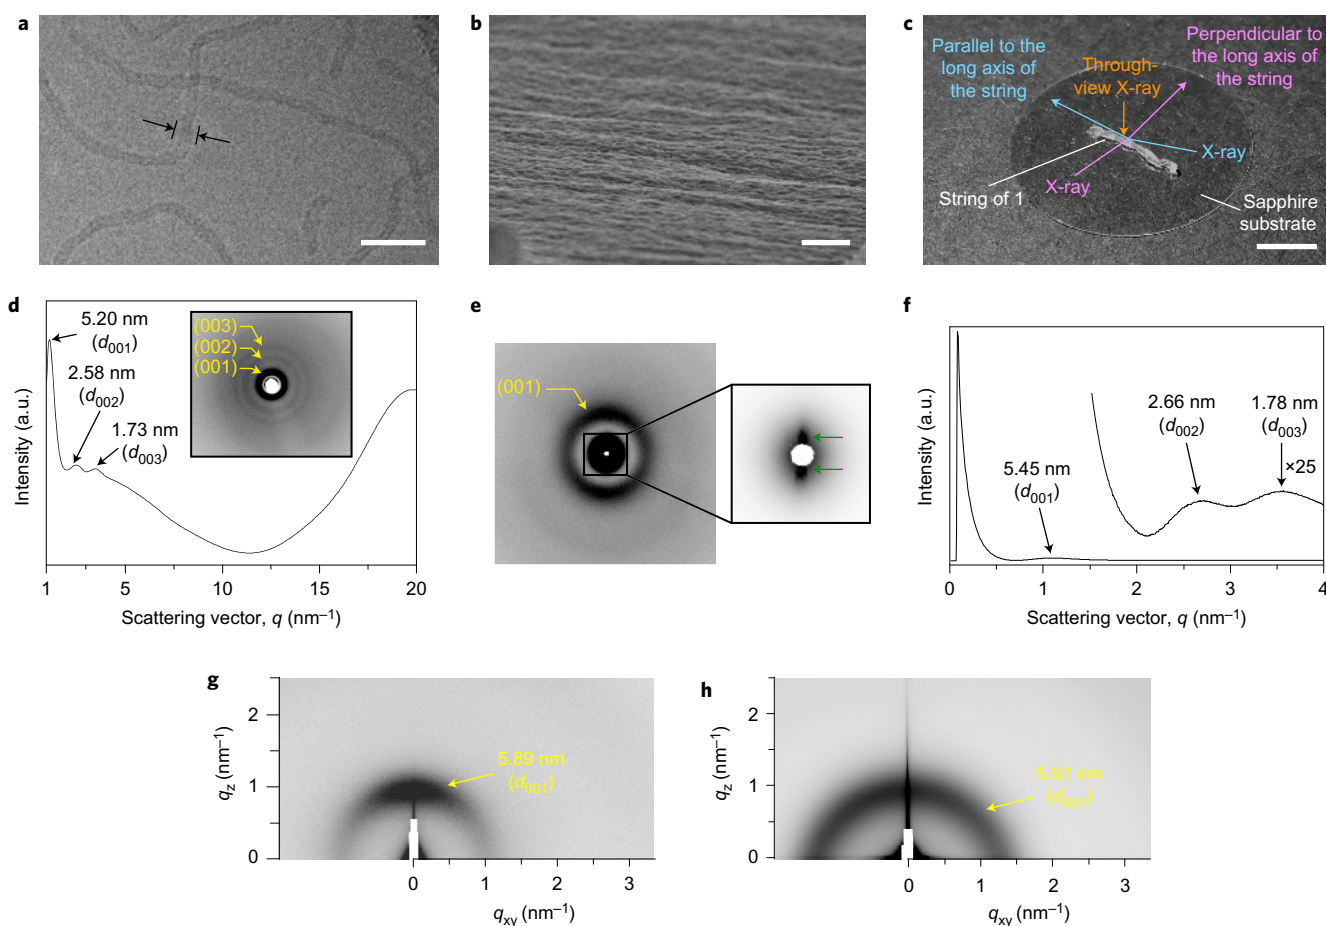 a
b
c
Parallel to the
long axis of
the string
Through-
view X-ray
Perpendicular to
the long axis of
the string
X-ray
X-ray
String of 1
Sapphire
substrate
d
5.20 nm
(d001)
2.58 nm
(d002)
1.73 nm
(d003)
(003)
(002)
(001)
Intensity (a.u.)
1
5
10
15
20
Scattering vector, q (nm–1)
e
(001)
f
5.45 nm
(d001)
2.66 nm
(d002)
1.78 nm
(d003)
×25
Intensity (a.u.)
0
1
2
3
4
Scattering vector, q (nm–1)
g
5.89 nm
(d001)
qz (nm–1)
2
1
0
0
1
2
3
qxy (nm–1)
h
5.97 nm
(d001)
qz (nm–1)
2
1
0
0
1
2
3
qxy (nm–1)